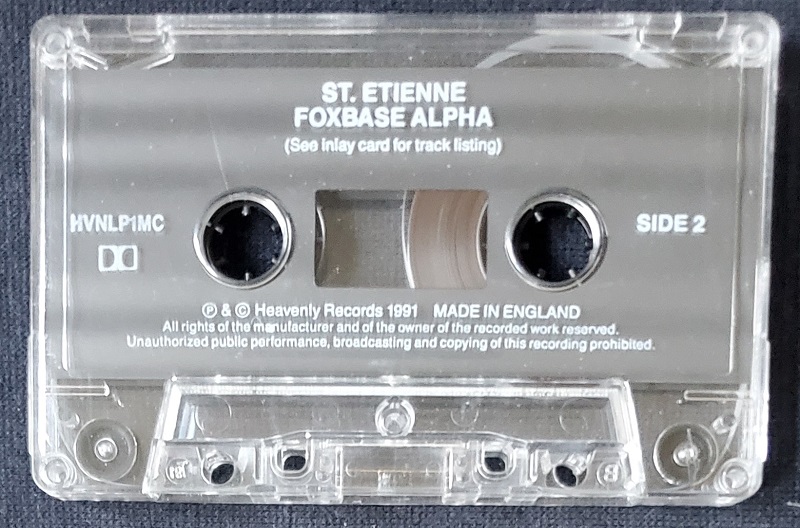 ST. ETIENNE
FOXBASE ALPHA
(See inlay card for track listing)
HVNLP1MC
SIDE 2
Ⓟ & © Heavenly Records 1991 MADE IN ENGLAND
All rights of the manufacturer and of the owner of the recorded work reserved.
Unauthorized public performance, broadcasting and copying of this recording prohibited.